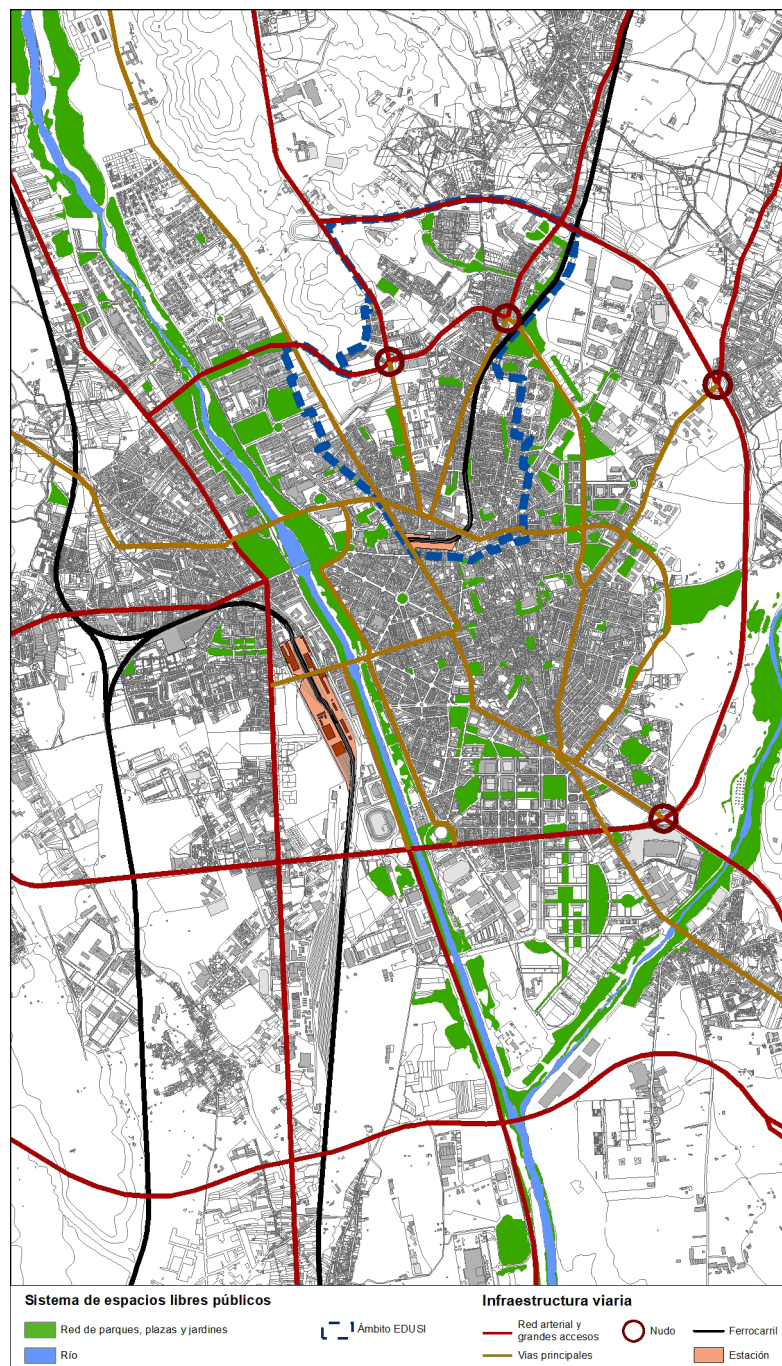 Sistema de espacios libres públicos
Red de parques, plazas y jardines
Río
Ámbito EDUSI
Infraestructura viaria
Red arterial y
grandes accesos
Vias principales
Nudo
Ferrocarril
Estación